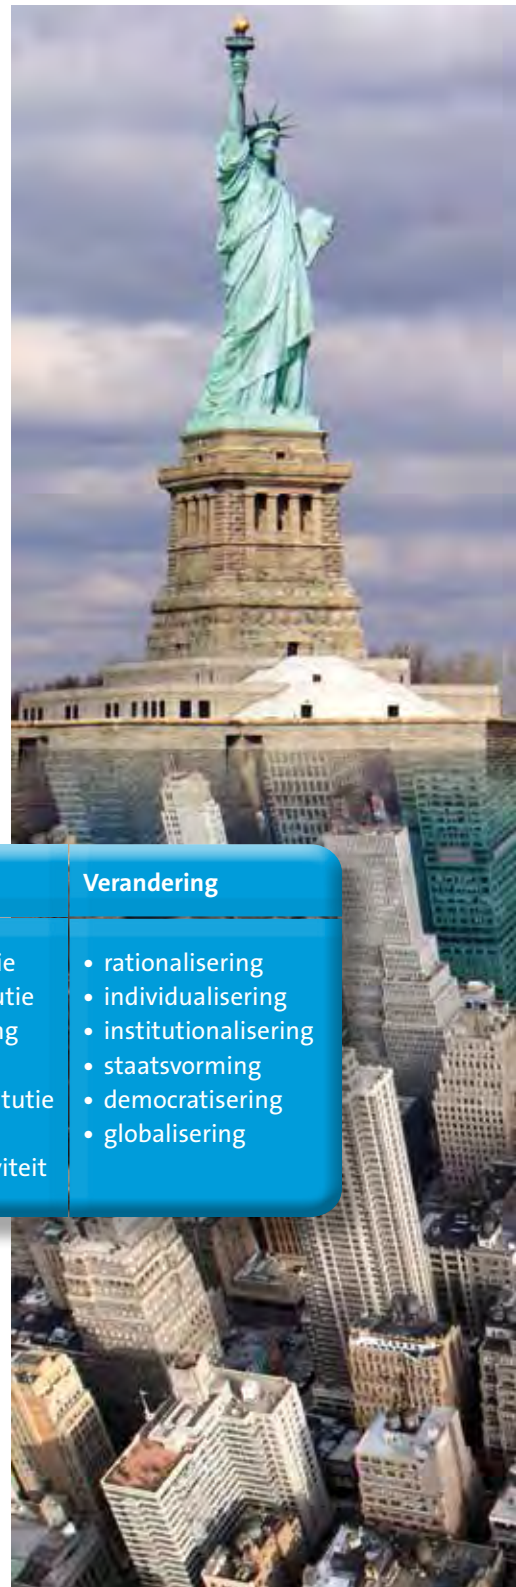 Verandering
• rationalisering
• individualisering
• institutionalisering
• staatsvorming
• democratisering
• globalisering